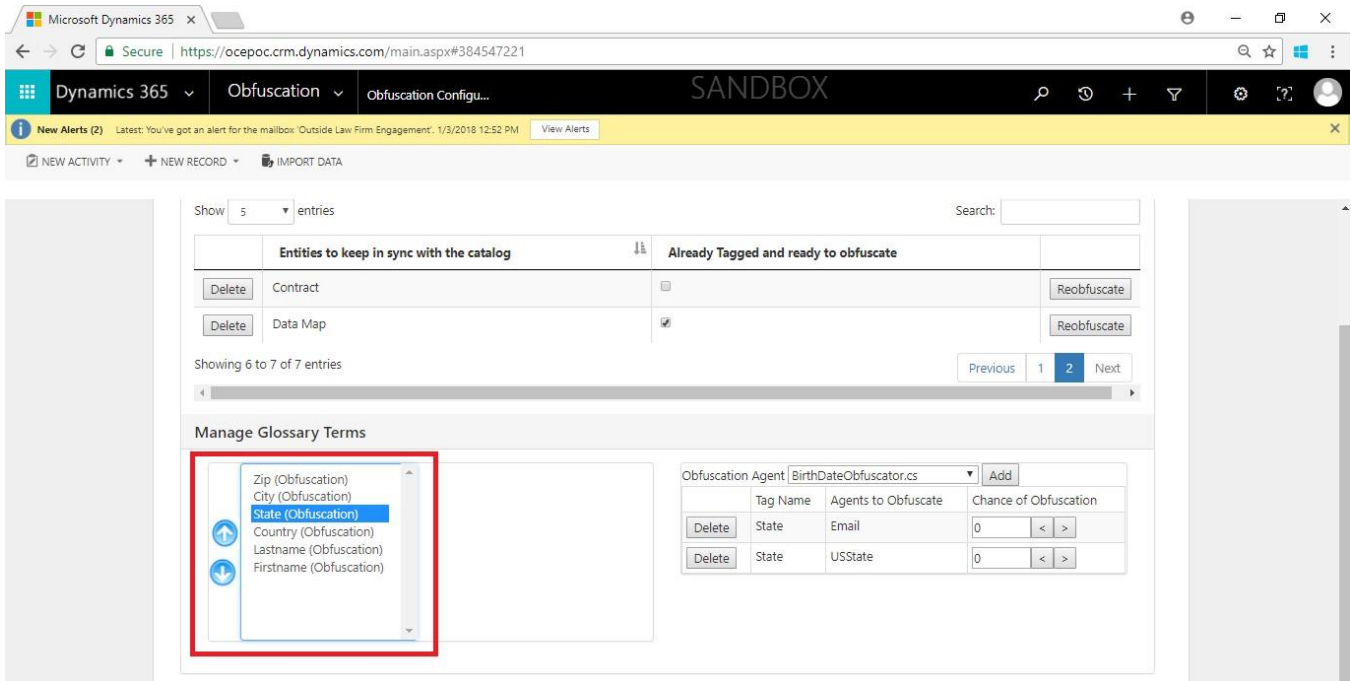 Microsoft Dynamics 365
Secure | https://ocepoc.crm.dynamics.com/main.aspx#384547221
Dynamics 365 Obfuscation Obfuscation Configu... SANDBOX
New Alerts (2) Latest: You've got an alert for the mailbox 'Outside Law Firm Engagement'. 1/3/2018 12:52 PM View Alerts
NEW ACTIVITY NEW RECORD IMPORT DATA
Show 5 entries Search:
Entities to keep in sync with the catalog Already Tagged and ready to obfuscate
Delete Contract Reobfuscate
Delete Data Map Reobfuscate
Showing 6 to 7 of 7 entries Previous 1 2 Next
Manage Glossary Terms
Zip (Obfuscation)
City (Obfuscation)
State (Obfuscation)
Country (Obfuscation)
Lastname (Obfuscation)
Firstname (Obfuscation)
Obfuscation Agent BirthDateObfuscator.cs Add
Tag Name Agents to Obfuscate Chance of Obfuscation
Delete State Email 0 < >
Delete State USState 0 < >